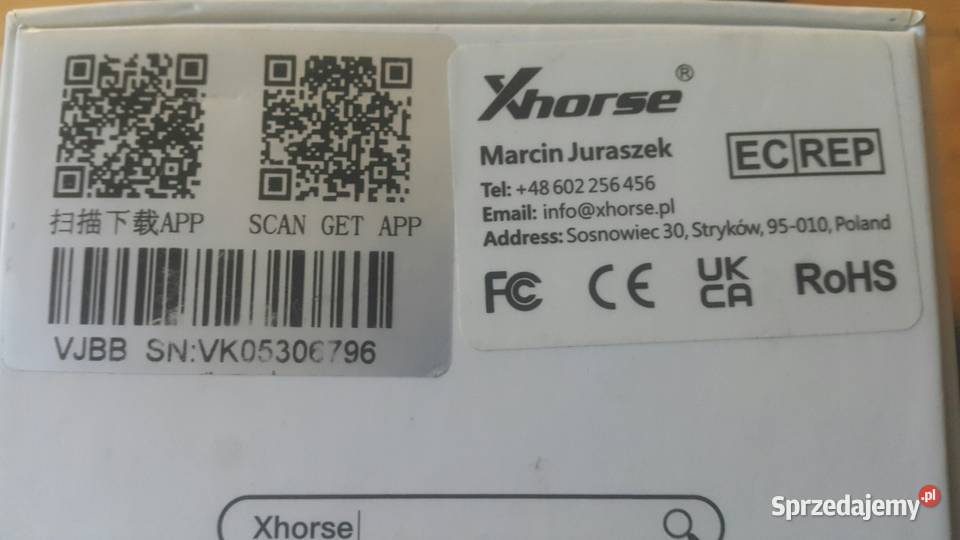 扫描下载APP
SCAN GET APP
VJBB SN:VK05306796
Xhorse®
Marcin Juraszek
EC REP
Tel: +48 602 256 456
Email: info@xhorse.pl
Address: Sosnowiec 30, Stryków, 95-010, Poland
FC CE UK CA RoHS
Xhorse
Sprzedajemy.pl